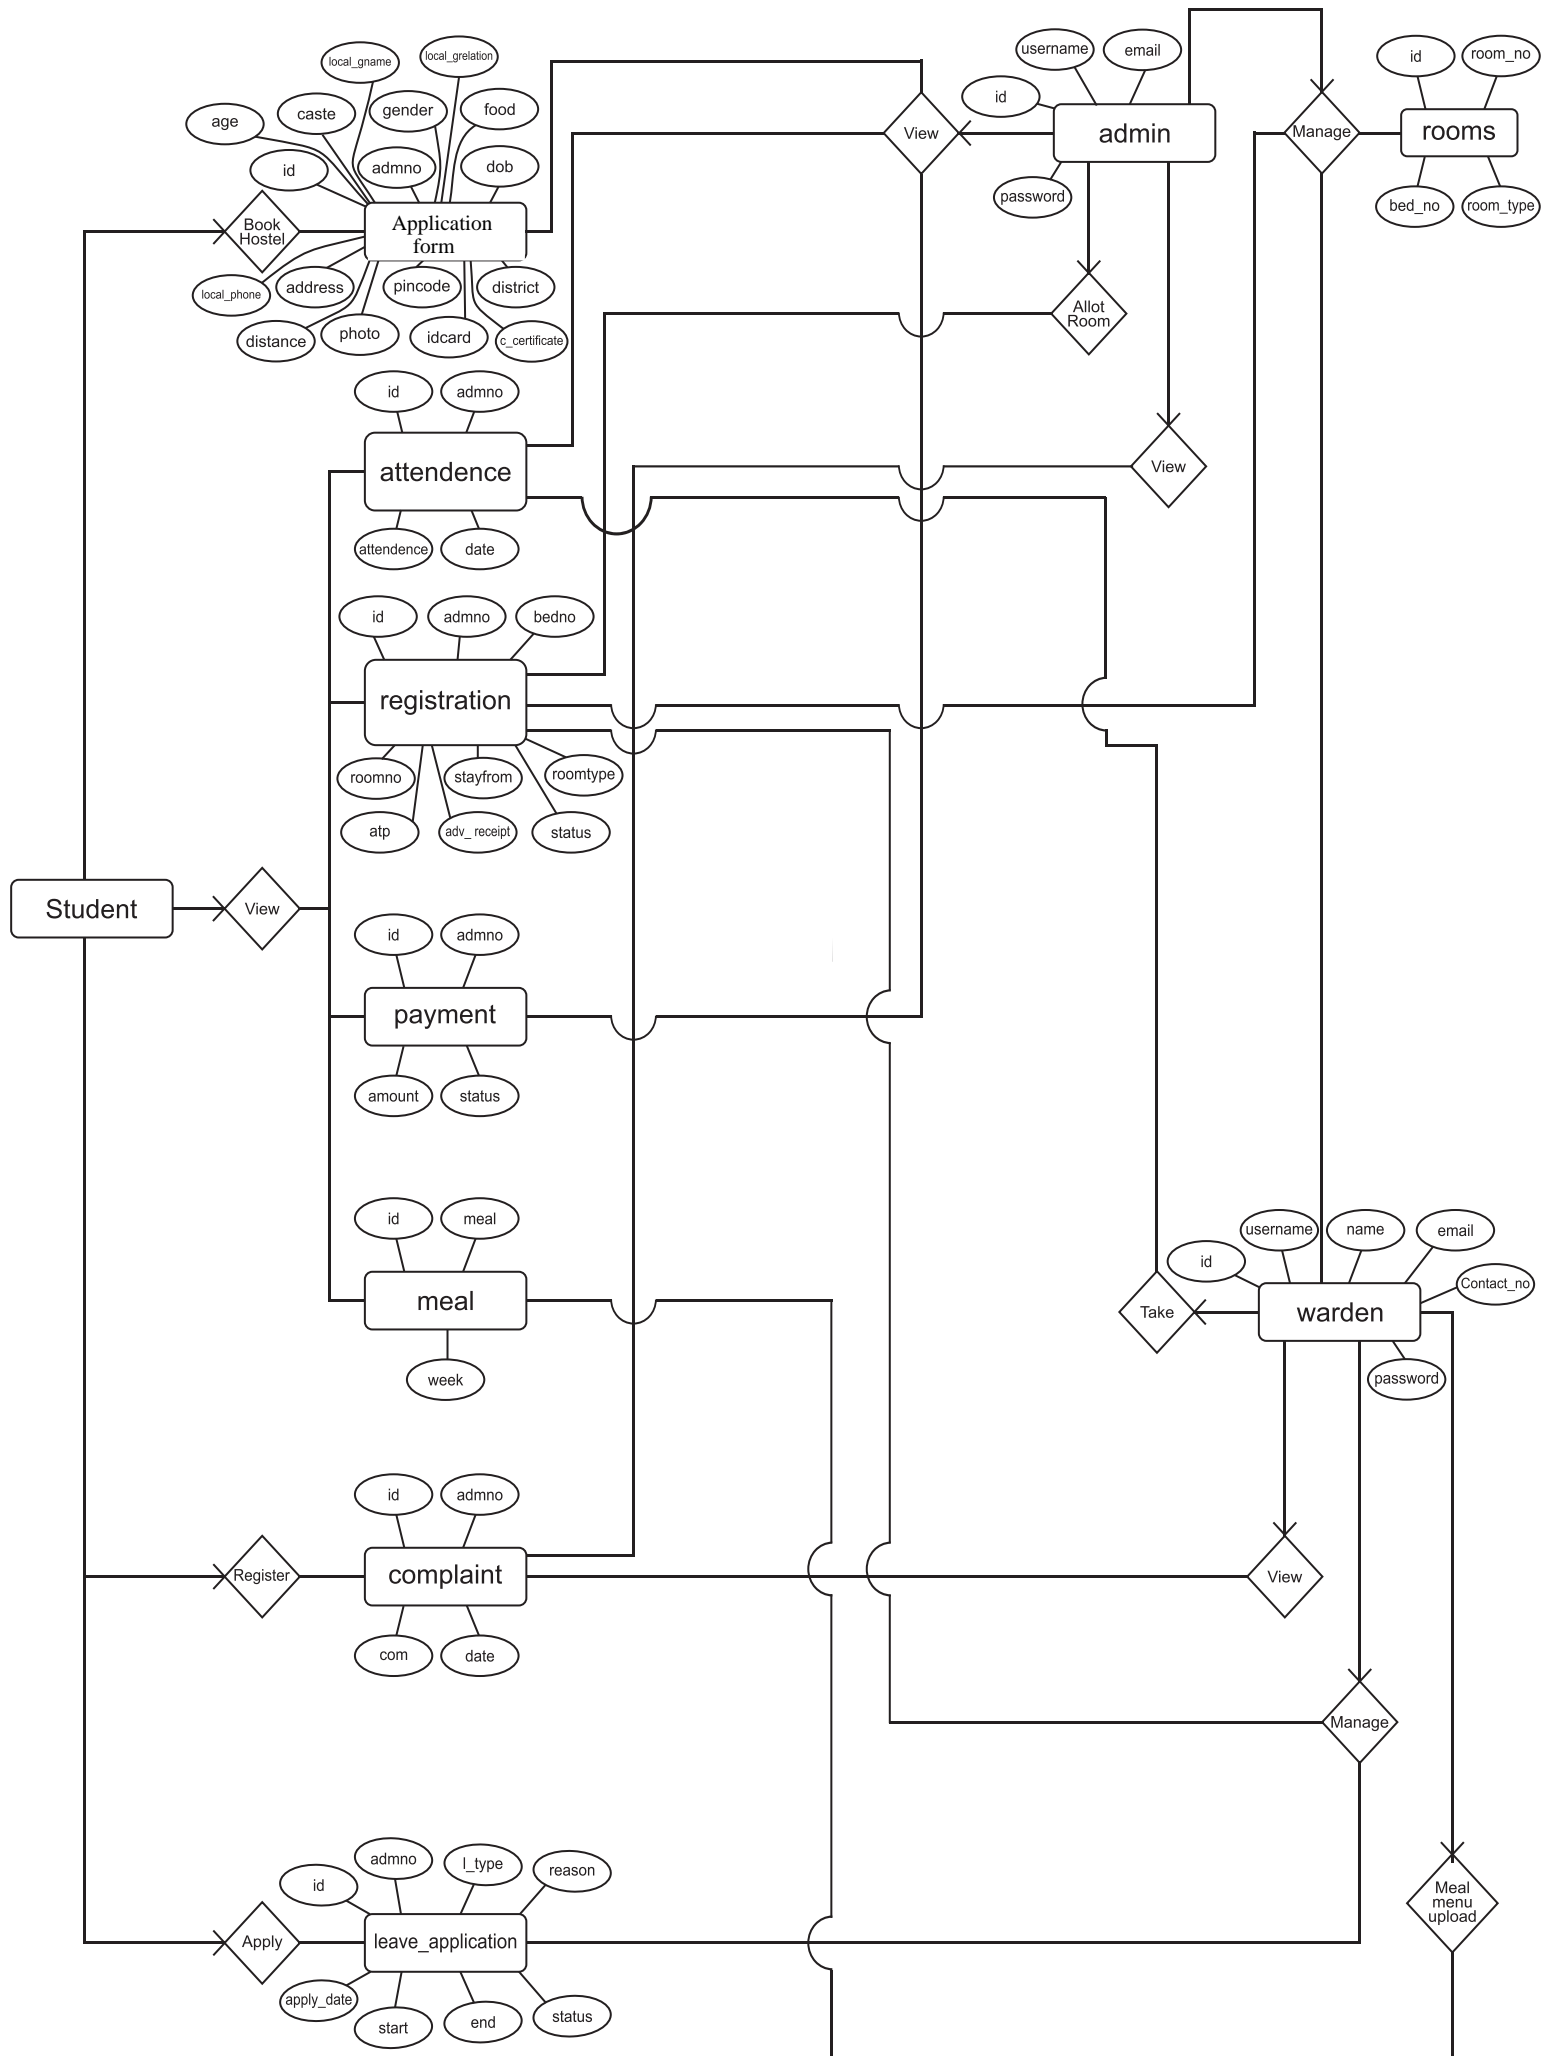 local_gname
local_grelation
age
caste
gender
food
id
admno
dob
Book
Hostel
Application
form
local_phone
address
pincode
district
distance
photo
idcard
c_certificate
username
email
id
View
admin
password
Manage
id
room_no
rooms
bed_no
room_type
Allot
Room
View
id
admno
attendence
attendence
date
id
admno
bedno
registration
roomno
stayfrom
roomtype
atp
adv_ receipt
status
Student
View
id
admno
payment
amount
status
id
meal
meal
week
username
name
email
id
Contact_no
Take
warden
password
id
admno
Register
complaint
View
com
date
Manage
id
admno
l_type
reason
Apply
leave_application
apply_date
start
end
status
Meal
menu
upload